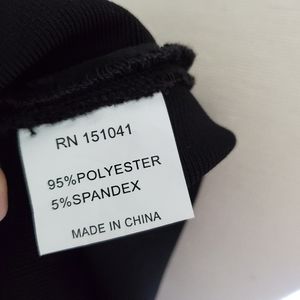 RN 151041
95%POLYESTER
5%SPANDEX
MADE IN CHINA